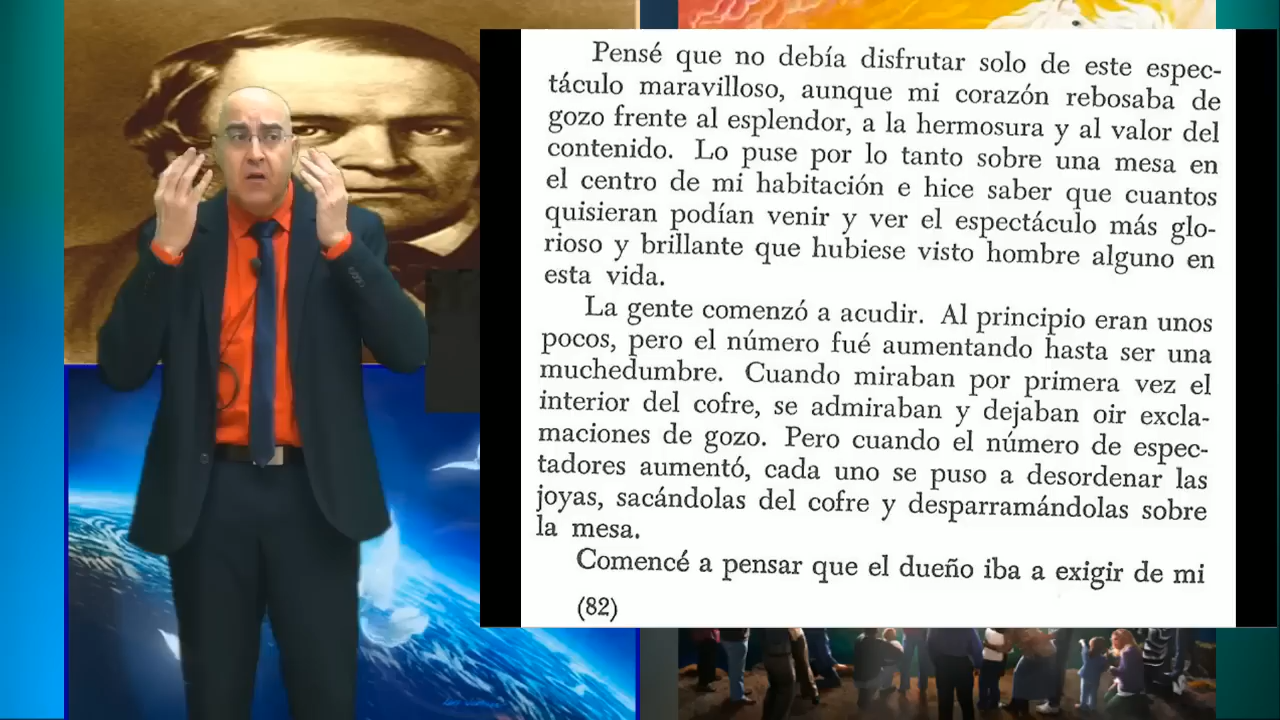 Pensé que no debía disfrutar solo de este espec-
táculo maravilloso, aunque mi corazón rebosaba de
gozo frente al esplendor, a la hermosura y al valor del
contenido. Lo puse por lo tanto sobre una mesa en
el centro de mi habitación e hice saber que cuantos
quisieran podían venir y ver el espectáculo más glo-
rioso y brillante que hubiese visto hombre alguno en
esta vida.
La gente comenzó a acudir. Al principio eran unos
pocos, pero el número fué aumentando hasta ser una
muchedumbre. Cuando miraban por primera vez el
interior del cofre, se admiraban y dejaban oir excla-
maciones de gozo. Pero cuando el número de espec-
tadores aumentó, cada uno se puso a desordenar las
joyas, sacándolas del cofre y desparramándolas sobre
la mesa.
Comencé a pensar que el dueño iba a exigir de mi
(82)